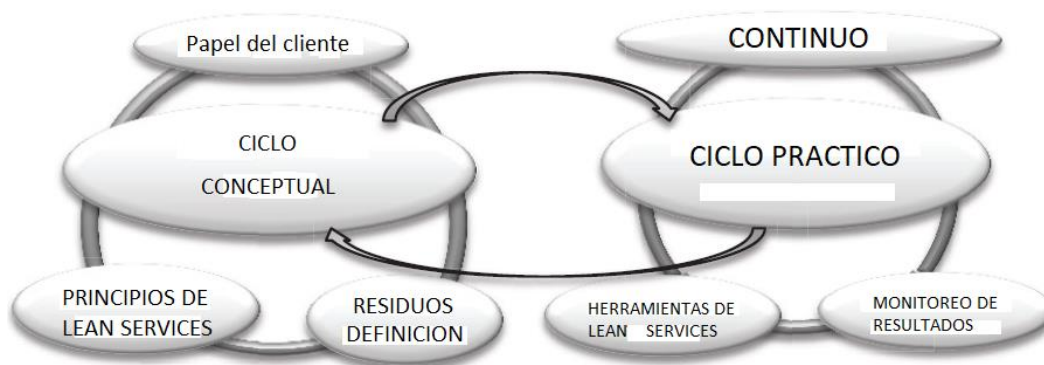 Papel del cliente
CONTINUO
CICLO
CONCEPTUAL
CICLO PRACTICO
PRINCIPIOS DE
LEAN SERVICES
RESIDUOS
DEFINICION
HERRAMIENTAS DE
LEAN SERVICES
MONITOREO DE
RESULTADOS